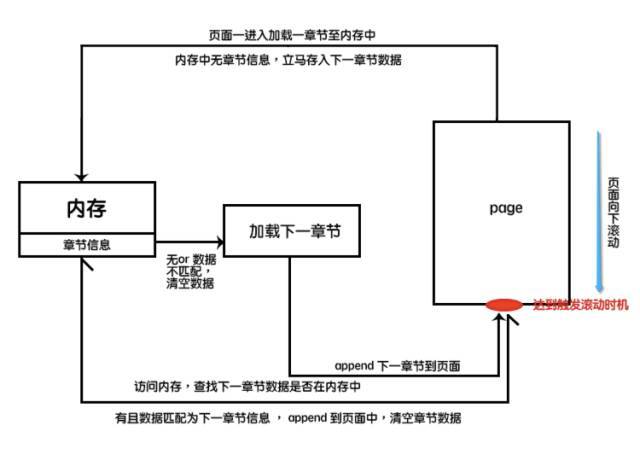 页面一进入加载一章节至内存中
内存中无章节信息，立马存入下一章节数据
内存
章节信息
无or 数据
不匹配，
清空数据
加载下一章节
page
页面向下滚动
达到触发滚动时机
append 下一章节到页面
访问内存，查找下一章节数据是否在内存中
有且数据匹配为下一章节信息 ，append 到页面中，清空章节数据